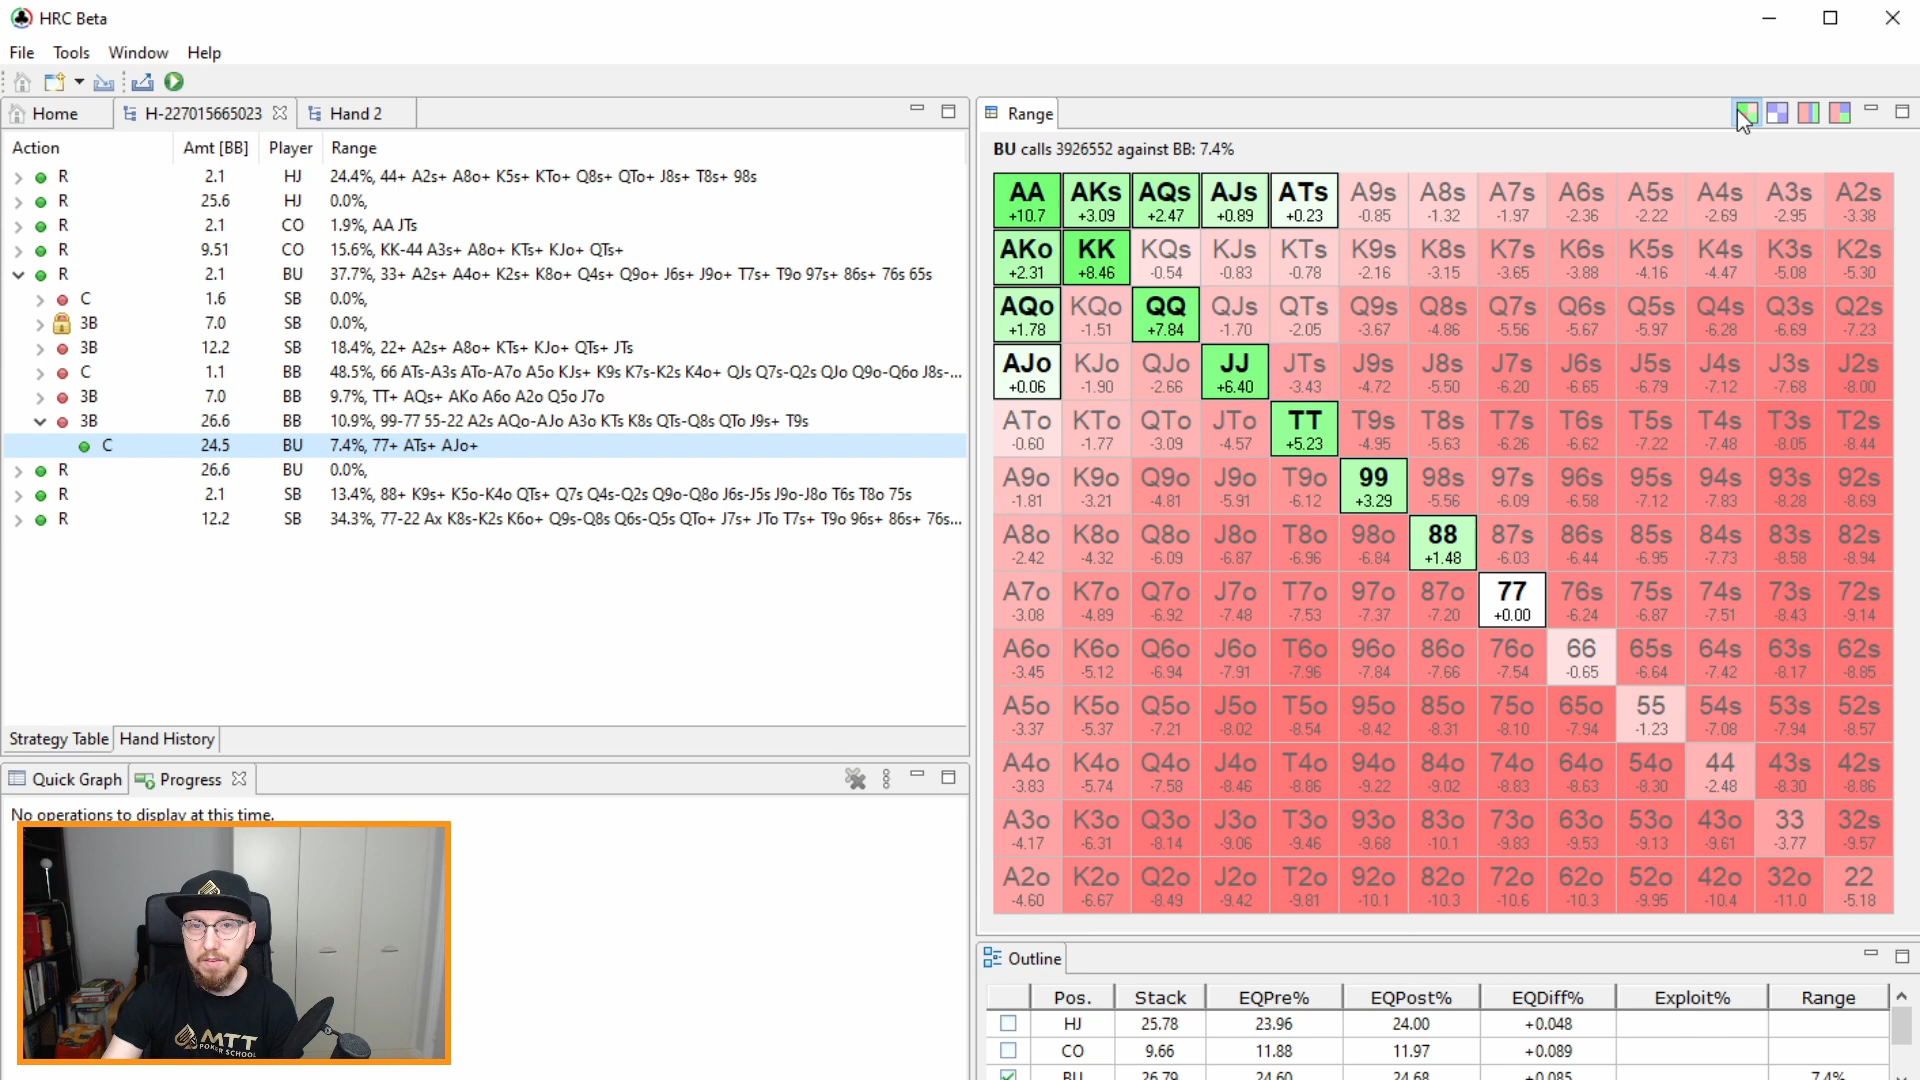 HRC Beta
File Tools Window Help
Home H-227015665023 Hand 2
Action Amt [BB] Player Range
R 2.1 HJ 24.4%, 44+ A2s+ A8o+ K5s+ KTo+ Q8s+ QTo+ J8s+ T8s+ 98s
R 25.6 HJ 0.0%,
R 2.1 CO 1.9%, AA JTs
R 9.51 CO 15.6%, KK-44 A3s+ A8o+ KTs+ KJo+ QTs+
R 2.1 BU 37.7%, 33+ A2s+ A4o+ K2s+ K8o+ Q4s+ Q9o+ J6s+ J9o+ T7s+ T9o 97s+ 86s+ 76s 65s
C 1.6 SB 0.0%,
3B 7.0 SB 0.0%,
3B 12.2 SB 18.4%, 22+ A2s+ A8o+ KTs+ KJo+ QTs+ JTs
C 1.1 BB 48.5%, 66 ATs-A3s ATo-A7o A5o KJs+ K9s K7s-K2s K4o+ QJs Q7s-Q2s QJo Q9o-Q6o J8s-...
3B 7.0 BB 9.7%, TT+ AQs+ AKo A6o A2o Q5o J7o
3B 26.6 BB 10.9%, 99-77 55-22 A2s AQo-AJo A3o KTs K8s QTs-Q8s QTo J9s+ T9s
C 24.5 BU 7.4%, 77+ ATs+ AJo+
R 26.6 BU 0.0%,
R 2.1 SB 13.4%, 88+ K9s+ K5o-K4o QTs+ Q7s Q4s-Q2s Q9o-Q8o J6s-J5s J9o-J8o T6s T8o 75s
R 12.2 SB 34.3%, 77-22 Ax K8s-K2s K6o+ Q9s-Q8s Q6s-Q5s QTo+ J7s+ JTo T7s+ T9o 96s+ 86s+ 76s...
Strategy Table Hand History
Quick Graph Progress
No operations to display at this time.
MTT
POKER SCHOOL
Range
BU calls 3926552 against BB: 7.4%
AA AKs AQs AJs ATs A9s A8s A7s A6s A5s A4s A3s A2s
+10.7 +3.09 +2.47 +0.89 +0.23 -0.85 -1.32 -1.97 -2.36 -2.22 -2.69 -2.95 -3.38
AKo KK KQs KJs KTs K9s K8s K7s K6s K5s K4s K3s K2s
+2.31 +8.46 -0.54 -0.83 -0.78 -2.16 -3.15 -3.65 -3.88 -4.16 -4.47 -5.08 -5.30
AQo KQo QQ QJs QTs Q9s Q8s Q7s Q6s Q5s Q4s Q3s Q2s
+1.78 -1.51 +7.84 -1.70 -2.05 -3.67 -4.86 -5.56 -5.67 -5.97 -6.28 -6.69 -7.23
AJo KJo QJo JJ JTs J9s J8s J7s J6s J5s J4s J3s J2s
+0.06 -1.90 -2.66 +6.40 -3.43 -4.72 -5.50 -6.20 -6.65 -6.79 -7.12 -7.68 -8.00
ATo KTo QTo JTo TT T9s T8s T7s T6s T5s T4s T3s T2s
-0.60 -1.77 -3.09 -4.57 +5.23 -4.95 -5.63 -6.26 -6.62 -7.22 -7.48 -8.05 -8.44
A9o K9o Q9o J9o T9o 99 98s 97s 96s 95s 94s 93s 92s
-1.81 -3.21 -4.81 -5.91 -6.12 +3.29 -5.56 -6.09 -6.58 -7.12 -7.83 -8.28 -8.69
A8o K8o Q8o J8o T8o 98o 88 87s 86s 85s 84s 83s 82s
-2.42 -4.32 -6.09 -6.87 -6.96 -6.84 +1.48 -6.03 -6.44 -6.95 -7.73 -8.58 -8.94
A7o K7o Q7o J7o T7o 97o 87o 77 76s 75s 74s 73s 72s
-3.08 -4.89 -6.92 -7.48 -7.53 -7.37 -7.20 +0.00 -6.24 -6.87 -7.51 -8.43 -9.14
A6o K6o Q6o J6o T6o 96o 86o 76o 66 65s 64s 63s 62s
-3.45 -5.12 -6.94 -7.91 -7.96 -7.84 -7.66 -7.54 -0.65 -6.64 -7.42 -8.17 -8.85
A5o K5o Q5o J5o T5o 95o 85o 75o 65o 55 54s 53s 52s
-3.37 -5.37 -7.21 -8.02 -8.54 -8.42 -8.31 -8.10 -7.94 -1.23 -7.08 -7.94 -8.57
A4o K4o Q4o J4o T4o 94o 84o 74o 64o 54o 44 43s 42s
-3.83 -5.74 -7.58 -8.46 -8.86 -9.22 -9.02 -8.83 -8.63 -8.30 -2.48 -8.30 -8.86
A3o K3o Q3o J3o T3o 93o 83o 73o 63o 53o 43o 33 32s
-4.17 -6.31 -8.14 -9.06 -9.46 -9.68 -10.1 -9.83 -9.53 -9.13 -9.61 -3.77 -9.57
A2o K2o Q2o J2o T2o 92o 82o 72o 62o 52o 42o 32o 22
-4.60 -6.67 -8.49 -9.42 -9.81 -10.1 -10.3 -10.6 -10.3 -9.95 -10.4 -11.0 -5.18
Outline
Pos. Stack EQPre% EQPost% EQDiff% Exploit% Range
HJ 25.78 23.96 24.00 +0.048
CO 9.66 11.88 11.97 +0.089
BU 26.79 24.60 24.68 +0.085 7.4%